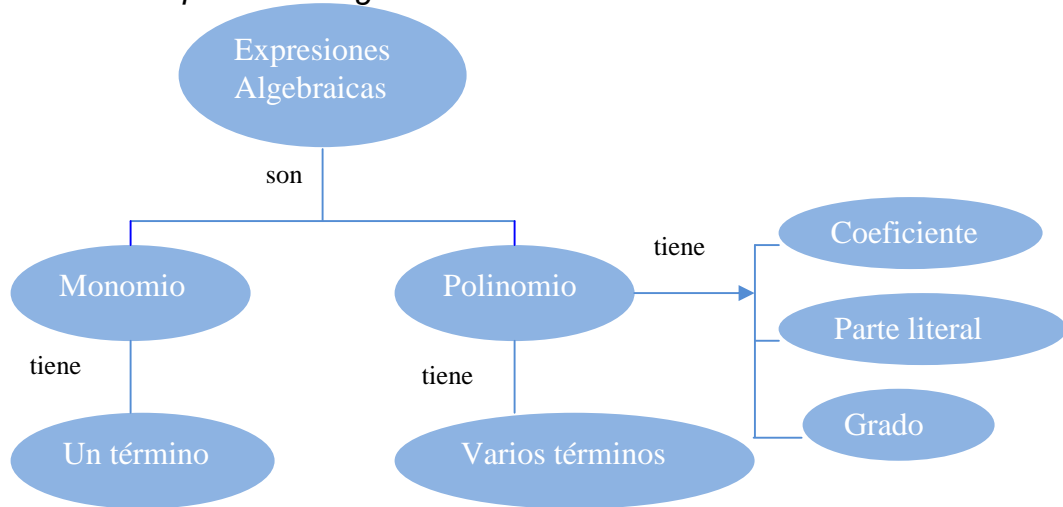 Expresiones
Algebraicas
son
tiene
Coeficiente
Monomio
Polinomio
Parte literal
tiene
tiene
Grado
Un término
Varios términos